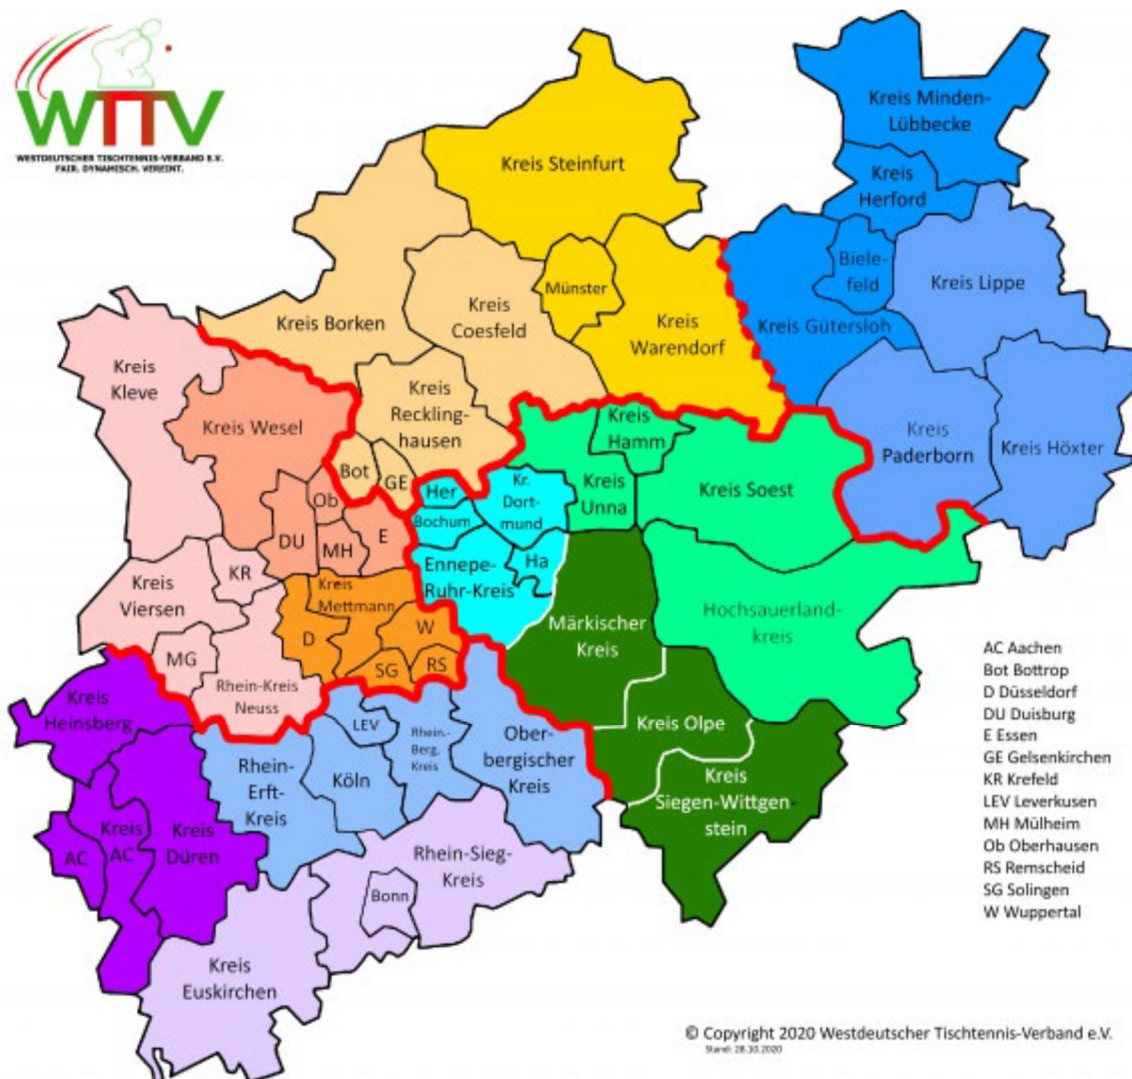 WTTV
WESTDEUTSCHER TISCHTENNIS-VERBAND E.V.
FAIR. DYNAMISCH. VEREINT.
Kreis Minden-
Lübbecke
Kreis Steinfurt
Kreis
Herford
Biele-
feld
Kreis Lippe
Münster
Kreis
Coesfeld
Kreis Borken
Kreis
Warendorf
Kreis Gütersloh
Kreis
Kleve
Kreis
Reckling-
hausen
Kreis Wesel
Kreis
Hamm
Kreis
Paderborn
Kreis Höxter
Bot
GE
Her
Kr.
Dort-
mund
Kreis
Unna
Kreis Soest
Ob
DU
MH
E
Bochum
Ennepe-
Ruhr-Kreis
Ha
KR
Kreis
Viersen
Kreis
Mettmann
D
W
SG
RS
MG
Rhein-Kreis
Neuss
Märkischer
Kreis
Hochsauerland-
kreis
Kreis
Heinsberg
LEV
Rhein.-
Berg.
Kreis
Ober-
bergischer
Kreis
Kreis Olpe
Rhein-
Erft-
Kreis
Köln
Kreis
Siegen-Wittgen
stein
AC
Kreis
AC
Kreis
Düren
Rhein-Sieg-
Kreis
Bonn
Kreis
Euskirchen
AC Aachen
Bot Bottrop
D Düsseldorf
DU Duisburg
E Essen
GE Gelsenkirchen
KR Krefeld
LEV Leverkusen
MH Mülheim
Ob Oberhausen
RS Remscheid
SG Solingen
W Wuppertal
© Copyright 2020 Westdeutscher Tischtennis-Verband e.V.
Stand: 28.10.2020